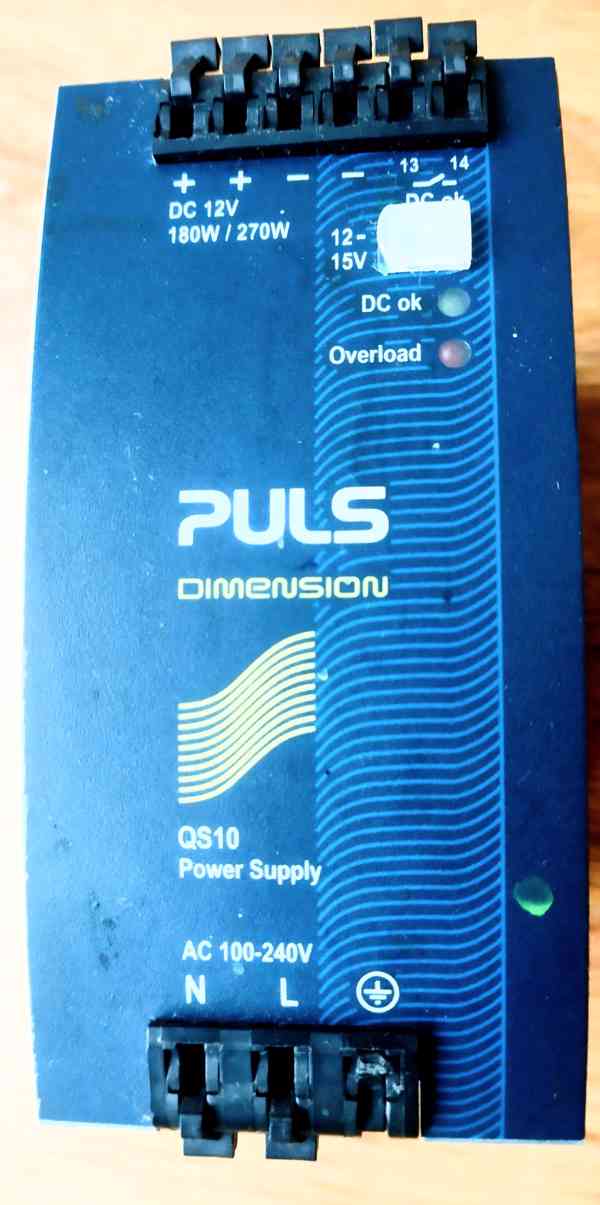 + + − − 13 14
DC ok
DC 12V
180W / 270W
12-
15V
DC ok
Overload
PULS
DIMENSION
QS10
Power Supply
AC 100-240V
N L